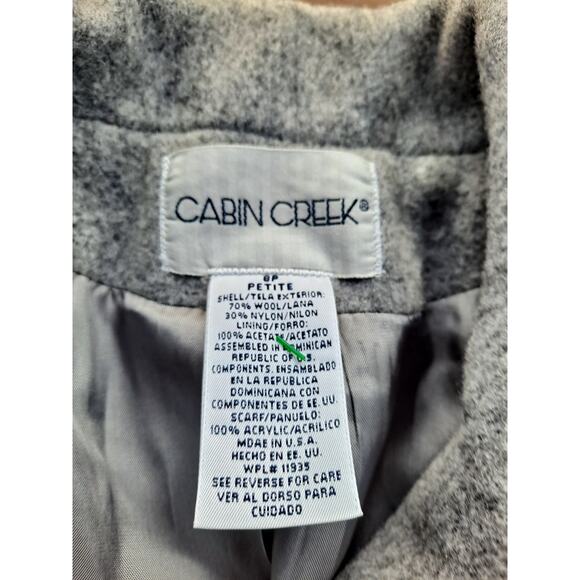 CABIN CREEK®
8P
PETITE
SHELL/TELA EXTERIOR:
70% WOOL/LANA
30% NYLON/NILON
LINING/FORRO:
100% ACETATE/ACETATO
ASSEMBLED IN DOMINICAN
REPUBLIC OF U.S.
COMPONENTS. ENSAMBLADO
EN LA REPUBLICA
DOMINICANA CON
COMPONENTES DE EE. UU.
SCARF/PANUELO:
100% ACRYLIC/ACRILICO
MDAE IN U.S.A.
HECHO EN EE. UU.
WPL# 11935
SEE REVERSE FOR CARE
VER AL DORSO PARA
CUIDADO